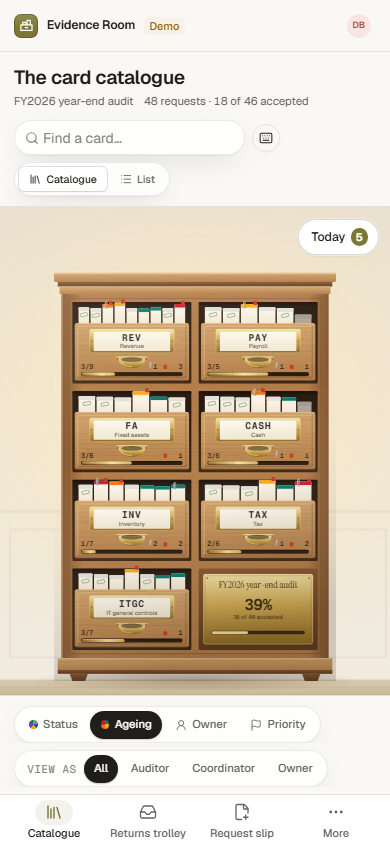 Evidence Room Demo DB
The card catalogue
FY2026 year-end audit 48 requests · 18 of 46 accepted
Find a card...
Catalogue List
Today 5
REV
Revenue
3/9 1 3
PAY
Payroll
3/5 1 1
FA
Fixed assets
3/6 1
CASH
Cash
3/6 1 1
INV
Inventory
1/7 2 2
TAX
Tax
2/6 1 1
ITGC
IT general controls
3/7 1
FY2026 year-end audit
39%
18 of 46 accepted
Status Ageing Owner Priority
VIEW AS All Auditor Coordinator Owner
Catalogue Returns trolley Request slip More